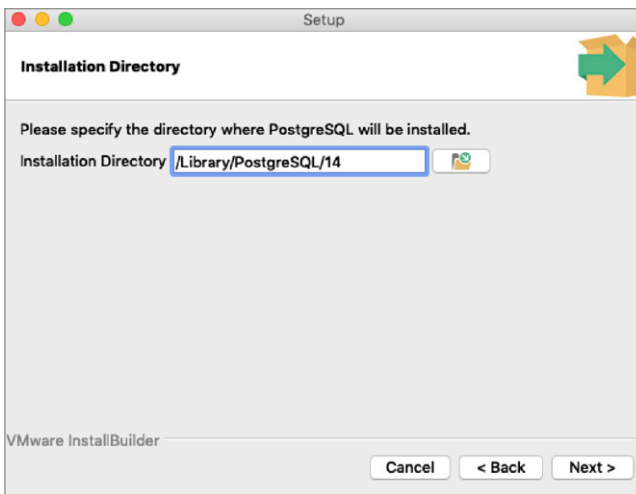 Setup
Installation Directory
Please specify the directory where PostgreSQL will be installed.
Installation Directory /Library/PostgreSQL/14
VMware InstallBuilder
Cancel < Back Next >